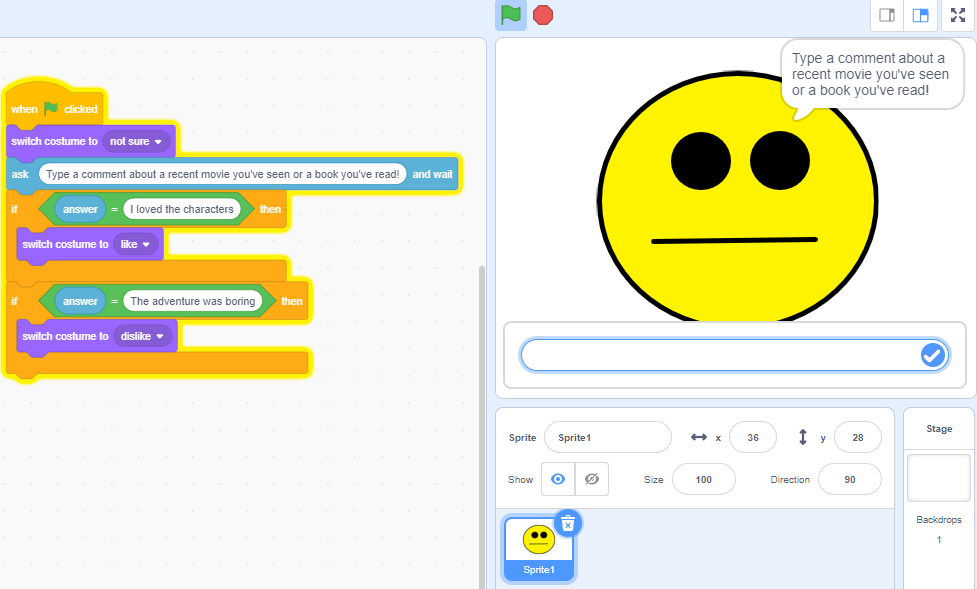 when clicked
switch costume to not sure
ask Type a comment about a recent movie you've seen or a book you've read! and wait
if answer = I loved the characters then
switch costume to like
if answer = The adventure was boring then
switch costume to dislike
Type a comment about a
recent movie you've seen
or a book you've read!
Sprite Sprite1 x 36 y 28
Show Size 100 Direction 90
Sprite1
Stage
Backdrops
1